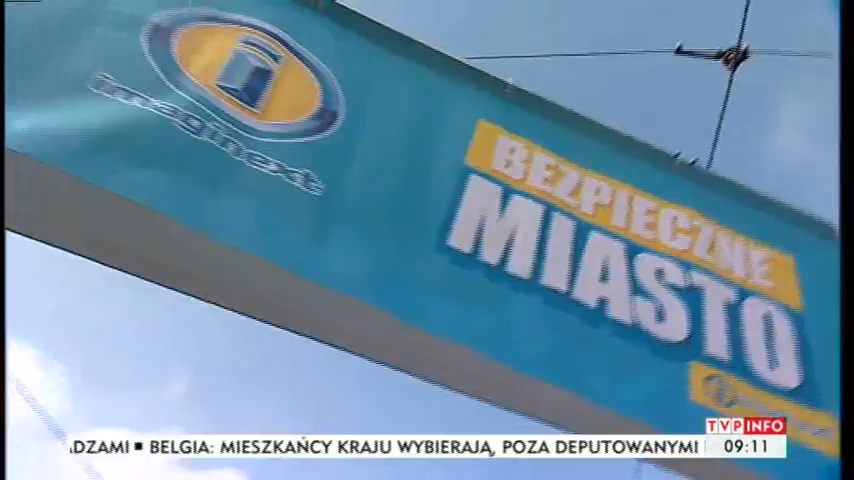 imaginext
BEZPIECZNE
MIASTO
TVP INFO
DZAMI ▪ BELGIA: MIESZKAŃCY KRAJU WYBIERAJĄ, POZA DEPUTOWANYMI
09:11